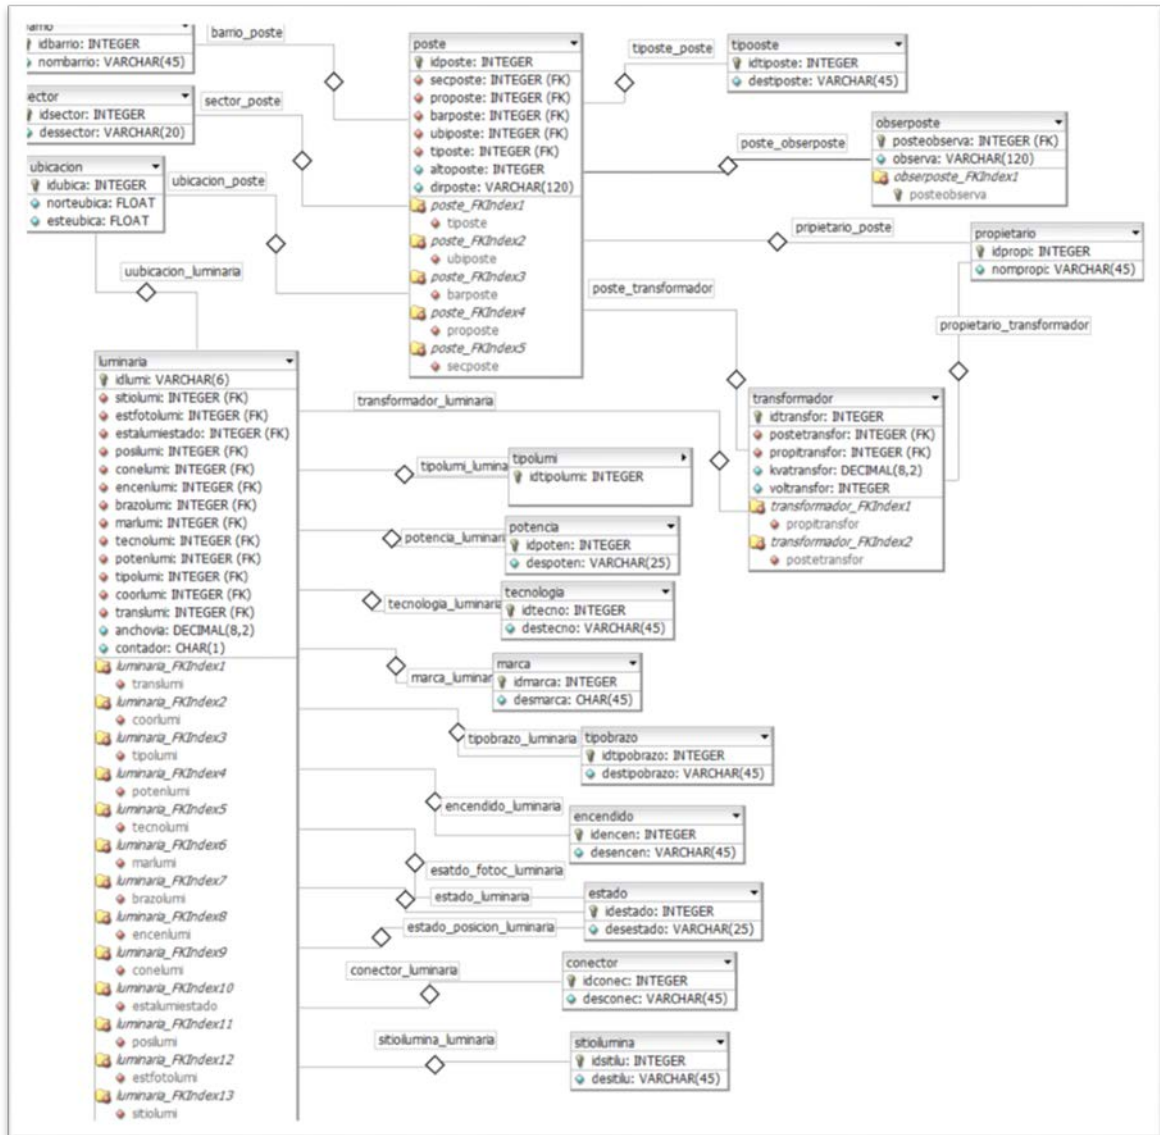 idbarrio: INTEGER
nombarrio: VARCHAR(45)
barrio_poste
ector
idsector: INTEGER
dessector: VARCHAR(20)
sector_poste
ubicacion
idubica: INTEGER
norteubica: FLOAT
esteubica: FLOAT
ubicacion_poste
uubicacion_luminaria
poste
idposte: INTEGER
secposte: INTEGER (FK)
proposte: INTEGER (FK)
barposte: INTEGER (FK)
ubiposte: INTEGER (FK)
tiposte: INTEGER (FK)
altoposte: INTEGER
dirposte: VARCHAR(120)
poste_FKIndex1
tiposte
poste_FKIndex2
ubiposte
poste_FKIndex3
barposte
poste_FKIndex4
proposte
poste_FKIndex5
secposte
tiposte_poste
tipooste
idtiposte: INTEGER
destiposte: VARCHAR(45)
poste_obserposte
obserposte
posteobserva: INTEGER (FK)
observa: VARCHAR(120)
obserposte_FKIndex1
posteobserva
pripietario_poste
propietario
idpropi: INTEGER
nompropi: VARCHAR(45)
poste_transformador
propietario_transformador
transformador
idtransfor: INTEGER
postetransfor: INTEGER (FK)
propitransfor: INTEGER (FK)
kvatransfor: DECIMAL(8,2)
voltransfor: INTEGER
transformador_FKIndex1
propitransfor
transformador_FKIndex2
postetransfor
luminaria
idlumi: VARCHAR(6)
sitiolumi: INTEGER (FK)
estfotolumi: INTEGER (FK)
estalumiestado: INTEGER (FK)
posilumi: INTEGER (FK)
conelumi: INTEGER (FK)
encenlumi: INTEGER (FK)
brazolumi: INTEGER (FK)
marlumi: INTEGER (FK)
tecnolumi: INTEGER (FK)
potenlumi: INTEGER (FK)
tipolumi: INTEGER (FK)
coorlumi: INTEGER (FK)
translumi: INTEGER (FK)
anchovia: DECIMAL(8,2)
contador: CHAR(1)
luminaria_FKIndex1
translumi
luminaria_FKIndex2
coorlumi
luminaria_FKIndex3
tipolumi
luminaria_FKIndex4
potenlumi
luminaria_FKIndex5
tecnolumi
luminaria_FKIndex6
marlumi
luminaria_FKIndex7
brazolumi
luminaria_FKIndex8
encenlumi
luminaria_FKIndex9
conelumi
luminaria_FKIndex10
estalumiestado
luminaria_FKIndex11
posilumi
luminaria_FKIndex12
estfotolumi
luminaria_FKIndex13
sitiolumi
transformador_luminaria
tipolumi_lumina
tipolumi
idtipolumi: INTEGER
potencia_luminari
potencia
idpoten: INTEGER
despoten: VARCHAR(25)
tecnologia_luminaria
tecnologia
idtecno: INTEGER
destecno: VARCHAR(45)
marca_luminar
marca
idmarca: INTEGER
desmarca: CHAR(45)
tipobrazo_luminaria
tipobrazo
idtipobrazo: INTEGER
destipobrazo: VARCHAR(45)
encendido_luminaria
encendido
idencen: INTEGER
desencen: VARCHAR(45)
esatdo_fotoc_luminaria
estado_luminaria
estado
idestado: INTEGER
desestado: VARCHAR(25)
estado_posicion_luminaria
conector_luminaria
conector
idconec: INTEGER
desconec: VARCHAR(45)
sitioilumina_luminaria
sitioilumina
idsitilu: INTEGER
desitilu: VARCHAR(45)